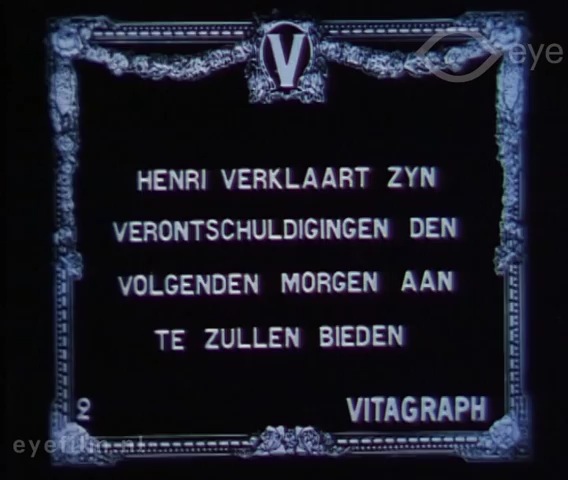 V
eye
HENRI VERKLAART ZYN
VERONTSCHULDIGINGEN DEN
VOLGENDEN MORGEN AAN
TE ZULLEN BIEDEN
2
VITAGRAPH
eyefilm.nl